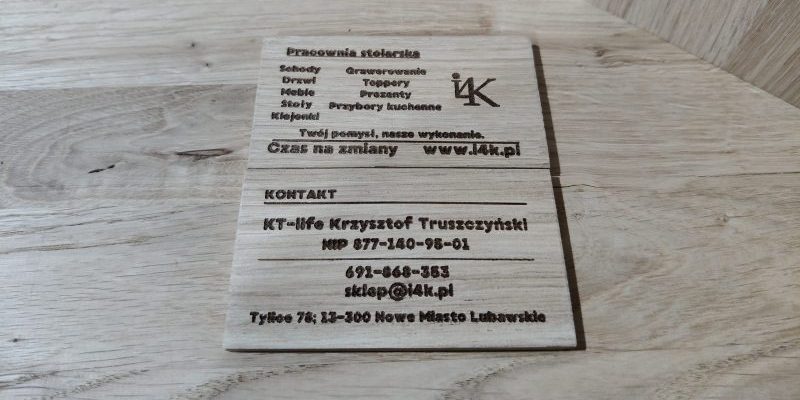 Pracownia stolarska
Schody Grawerowanie
Drzwi Toppery
Meble Prezenty
Stoły Przybory kuchenne
Klejonki
i4K
Twój pomysł, nasze wykonanie.
Czas na zmiany www.i4k.pl
KONTAKT
KT-life Krzysztof Truszczyński
NIP 877-140-98-01
691-868-383
sklep@i4k.pl
Tylice 78; 13-300 Nowe Miasto Lubawskie